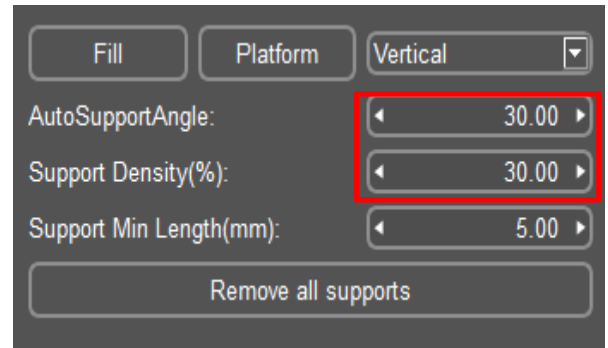 Fill Platform Vertical
AutoSupportAngle: 30.00
Support Density(%): 30.00
Support Min Length(mm): 5.00
Remove all supports